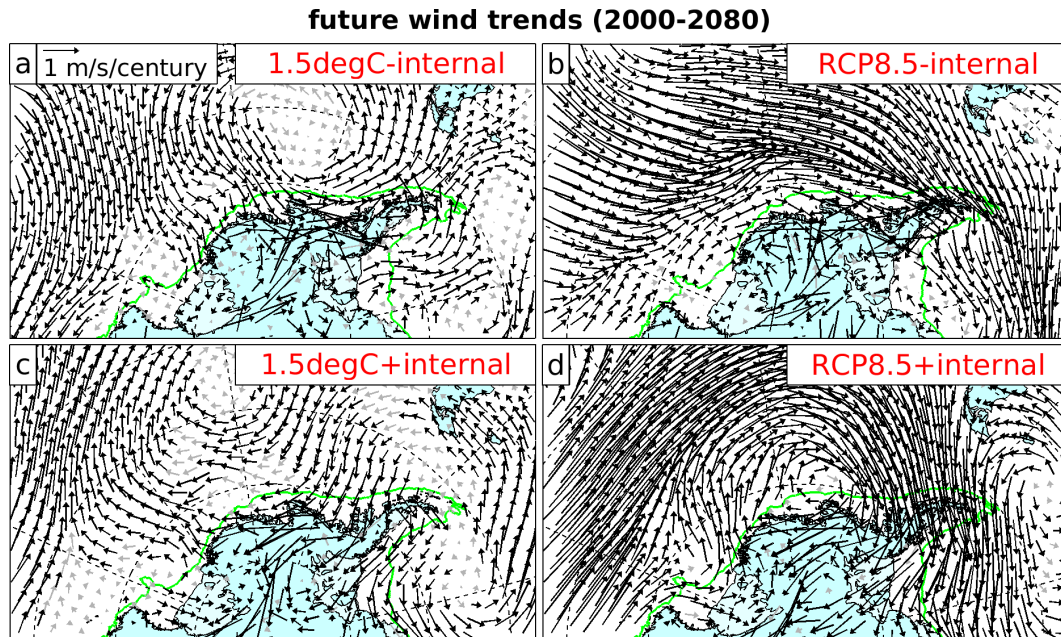 future wind trends (2000-2080)
a
1 m/s/century
1.5degC-internal
b
RCP8.5-internal
c
1.5degC+internal
d
RCP8.5+internal